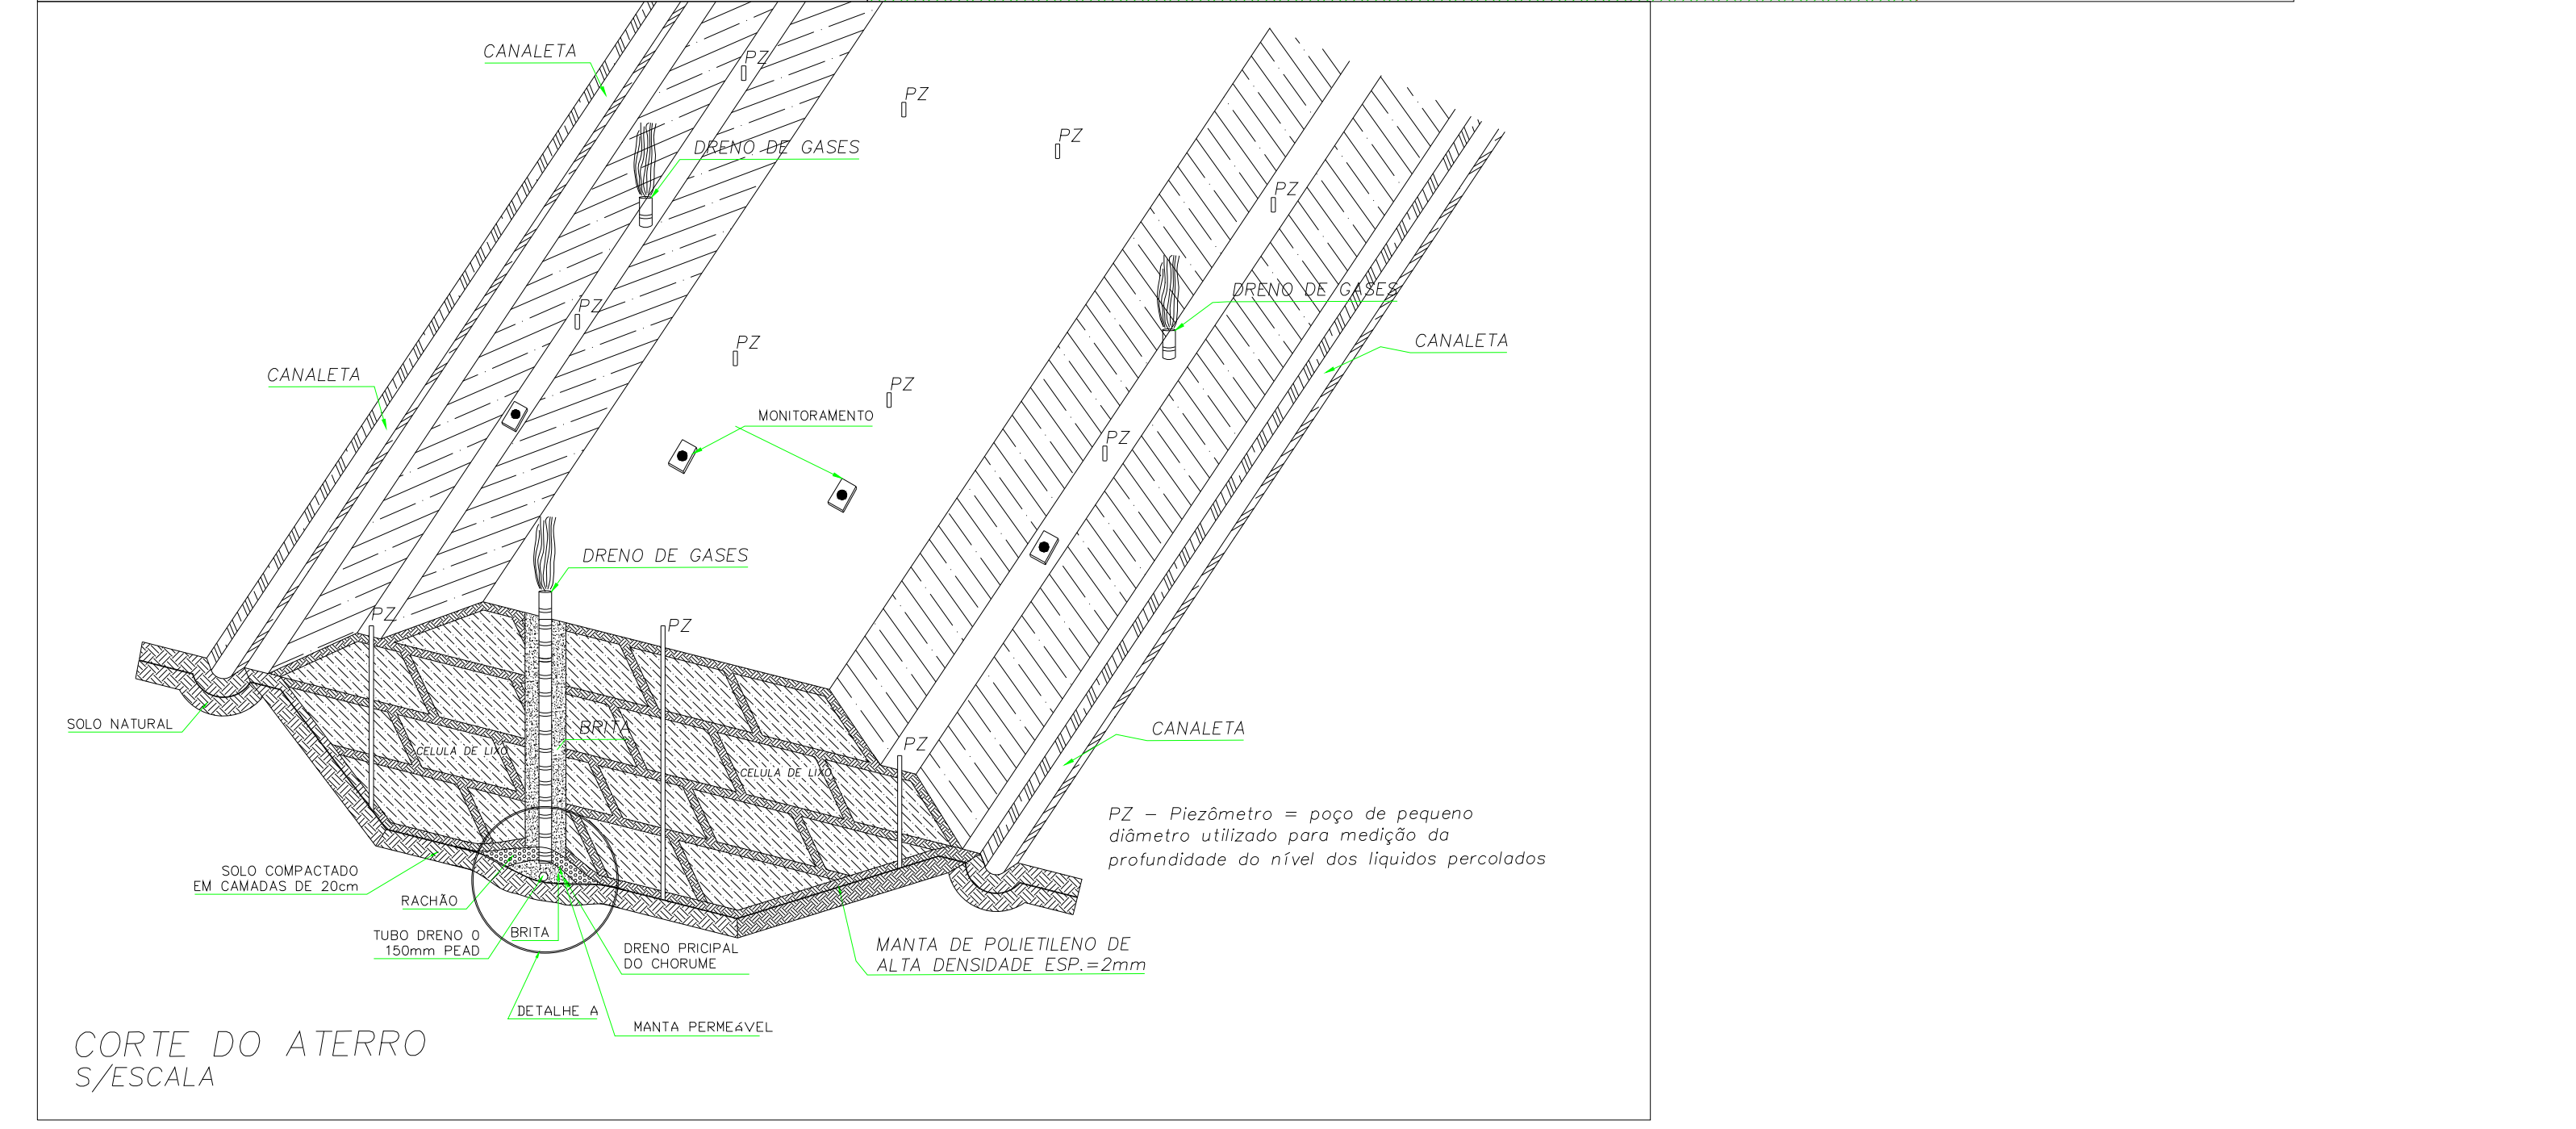 CANALETA
PZ
PZ
PZ
DRENO DE GASES
PZ
DRENO DE GASES
PZ
PZ
CANALETA
CANALETA
PZ
MONITORAMENTO
PZ
DRENO DE GASES
PZ
PZ
SOLO NATURAL
BRITA
CANALETA
PZ
CELULA DE LIXO
CELULA DE LIXO
PZ – Piezômetro = poço de pequeno
diâmetro utilizado para medição da
profundidade do nível dos liquidos percolados
SOLO COMPACTADO
EM CAMADAS DE 20cm
RACHÃO
TUBO DRENO O
150mm PEAD
BRITA
DRENO PRICIPAL
DO CHORUME
MANTA DE POLIETILENO DE
ALTA DENSIDADE ESP.=2mm
DETALHE A
MANTA PERMEáVEL
CORTE DO ATERRO
S/ESCALA